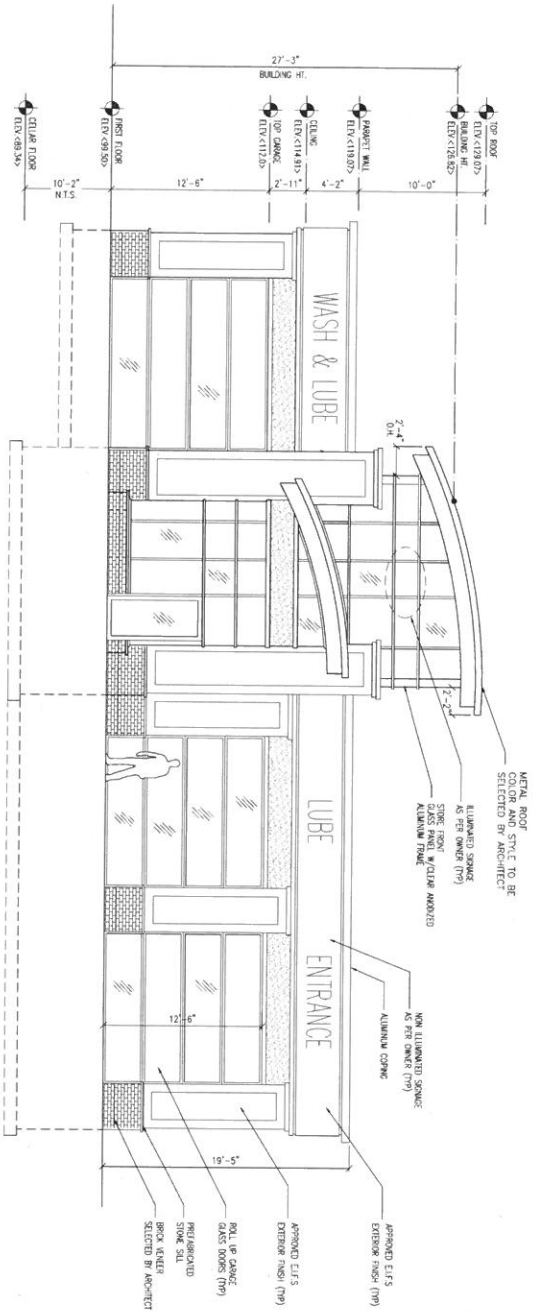 METAL ROOF
COLOR AND STYLE TO BE
SELECTED BY ARCHITECT
ILLUMINATED SIGNAGE
AS PER OWNER (TYP)
STORE FRONT
GLASS PANEL W/CLEAR ANODIZED
ALUMINUM FRAME
NON ILLUMINATED SIGNAGE
AS PER OWNER (TYP)
ALUMINUM COPING
APPROVED E.I.F.S
EXTERIOR FINISH (TYP)
APPROVED E.I.F.S
EXTERIOR FINISH (TYP)
ROLL UP GARAGE
GLASS DOORS (TYP)
PREFABRICATED
STONE SILL
BRICK VENEER
SELECTED BY ARCHITECT
TOP ROOF
ELEV.<129.07>
BUILDING HT.
ELEV.<126.82>
PARAPET WALL
ELEV.<119.07>
CEILING
ELEV.<114.91>
TOP GARAGE
ELEV.<112.0>
FIRST FLOOR
ELEV.<99.50>
CELLAR FLOOR
ELEV.<89.34>
27'-3"
BUILDING HT.
10'-0"
4'-2"
2'-11"
12'-6"
10'-2"
N.T.S.
2'-4"
O.H.
2'-2"
WASH & LUBE
LUBE
ENTRANCE
12'-6"
19'-5"